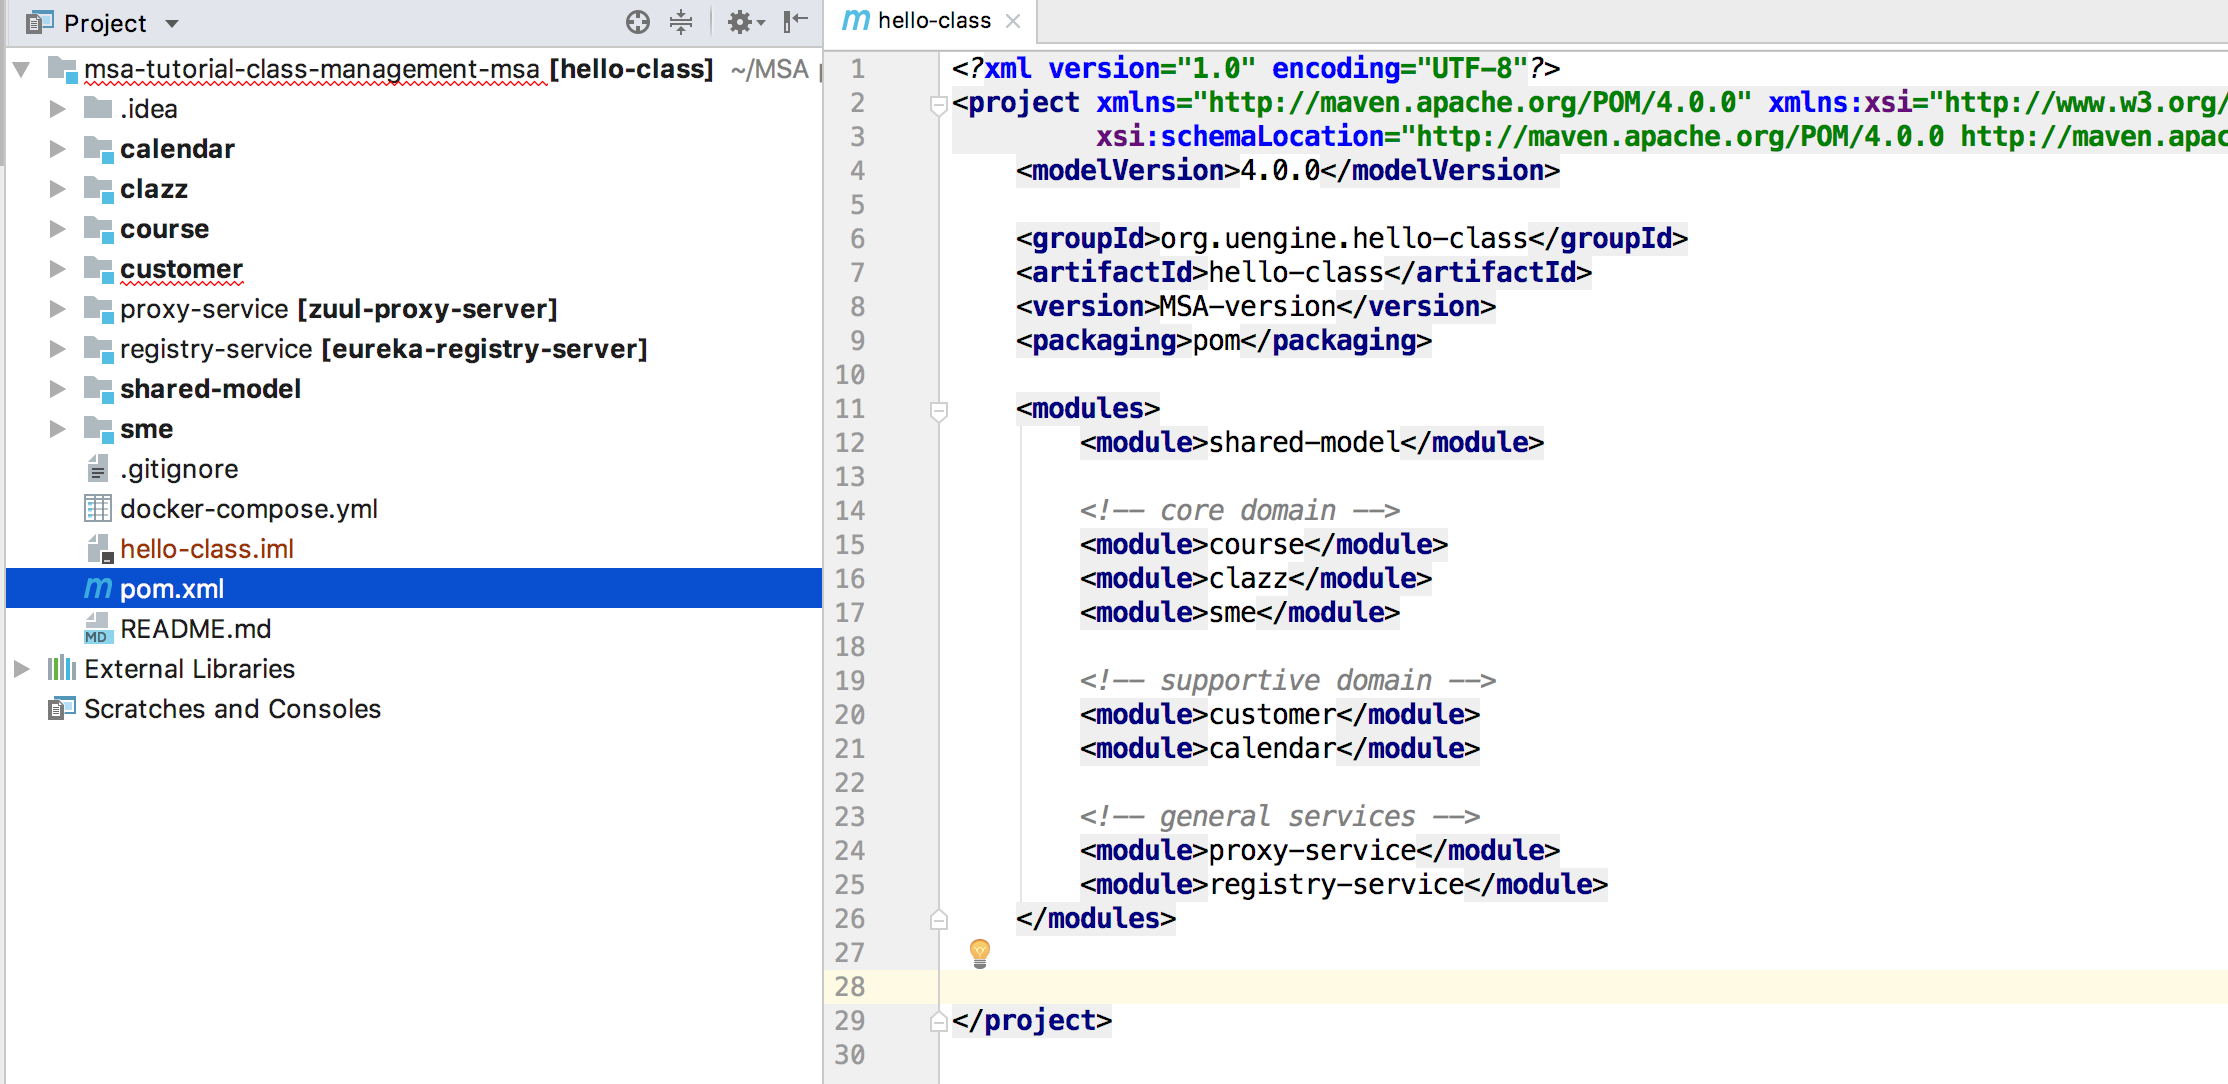 Project
msa-tutorial-class-management-msa [hello-class] ~/MSA
.idea
calendar
clazz
course
customer
proxy-service [zuul-proxy-server]
registry-service [eureka-registry-server]
shared-model
sme
.gitignore
docker-compose.yml
hello-class.iml
m pom.xml
MD README.md
External Libraries
Scratches and Consoles
m hello-class
1 <?xml version="1.0" encoding="UTF-8"?>
2 <project xmlns="http://maven.apache.org/POM/4.0.0" xmlns:xsi="http://www.w3.org/
3 xsi:schemaLocation="http://maven.apache.org/POM/4.0.0 http://maven.apac
4 <modelVersion>4.0.0</modelVersion>
5
6 <groupId>org.uengine.hello-class</groupId>
7 <artifactId>hello-class</artifactId>
8 <version>MSA-version</version>
9 <packaging>pom</packaging>
10
11 <modules>
12 <module>shared-model</module>
13
14 <!-- core domain -->
15 <module>course</module>
16 <module>clazz</module>
17 <module>sme</module>
18
19 <!-- supportive domain -->
20 <module>customer</module>
21 <module>calendar</module>
22
23 <!-- general services -->
24 <module>proxy-service</module>
25 <module>registry-service</module>
26 </modules>
27
28
29 </project>
30